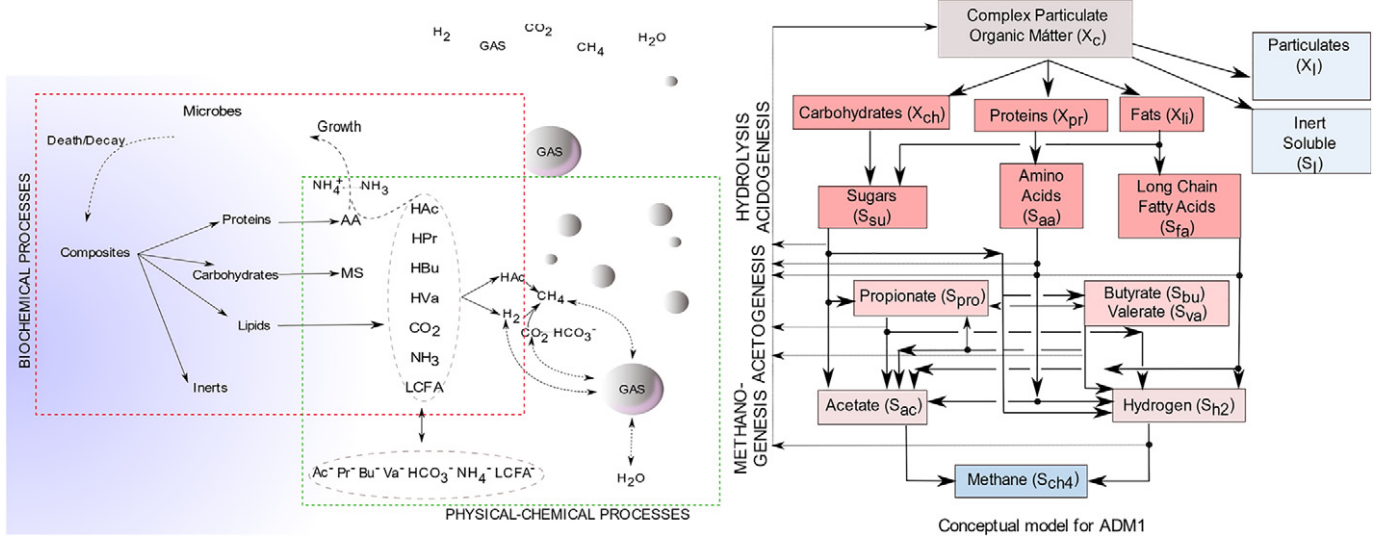 H2
GAS
CO2
CH4
H2O
Microbes
Death/Decay
Growth
GAS
NH4+
NH3
HAc
Proteins
AA
HPr
Composites
HBu
Carbohydrates
MS
HAc
HVa
CH4
H2
Lipids
CO2
CO2 HCO3-
NH3
Inerts
LCFA
GAS
Ac- Pr- Bu- Va- HCO3- NH4- LCFA-
H2O
BIOCHEMICAL PROCESSES
PHYSICAL-CHEMICAL PROCESSES
Complex Particulate
Organic Mátter (Xc)
Particulates
(XI)
Inert
Soluble
(SI)
Carbohydrates (Xch)
Proteins (Xpr)
Fats (Xli)
Sugars
(Ssu)
Amino
Acids
(Saa)
Long Chain
Fatty Acids
(Sfa)
Propionate (Spro)
Butyrate (Sbu)
Valerate (Sva)
Acetate (Sac)
Hydrogen (Sh2)
Methane (Sch4)
HYDROLYSIS
ACIDOGENESIS
ACETOGENESIS
METHANO-
GENESIS
Conceptual model for ADM1